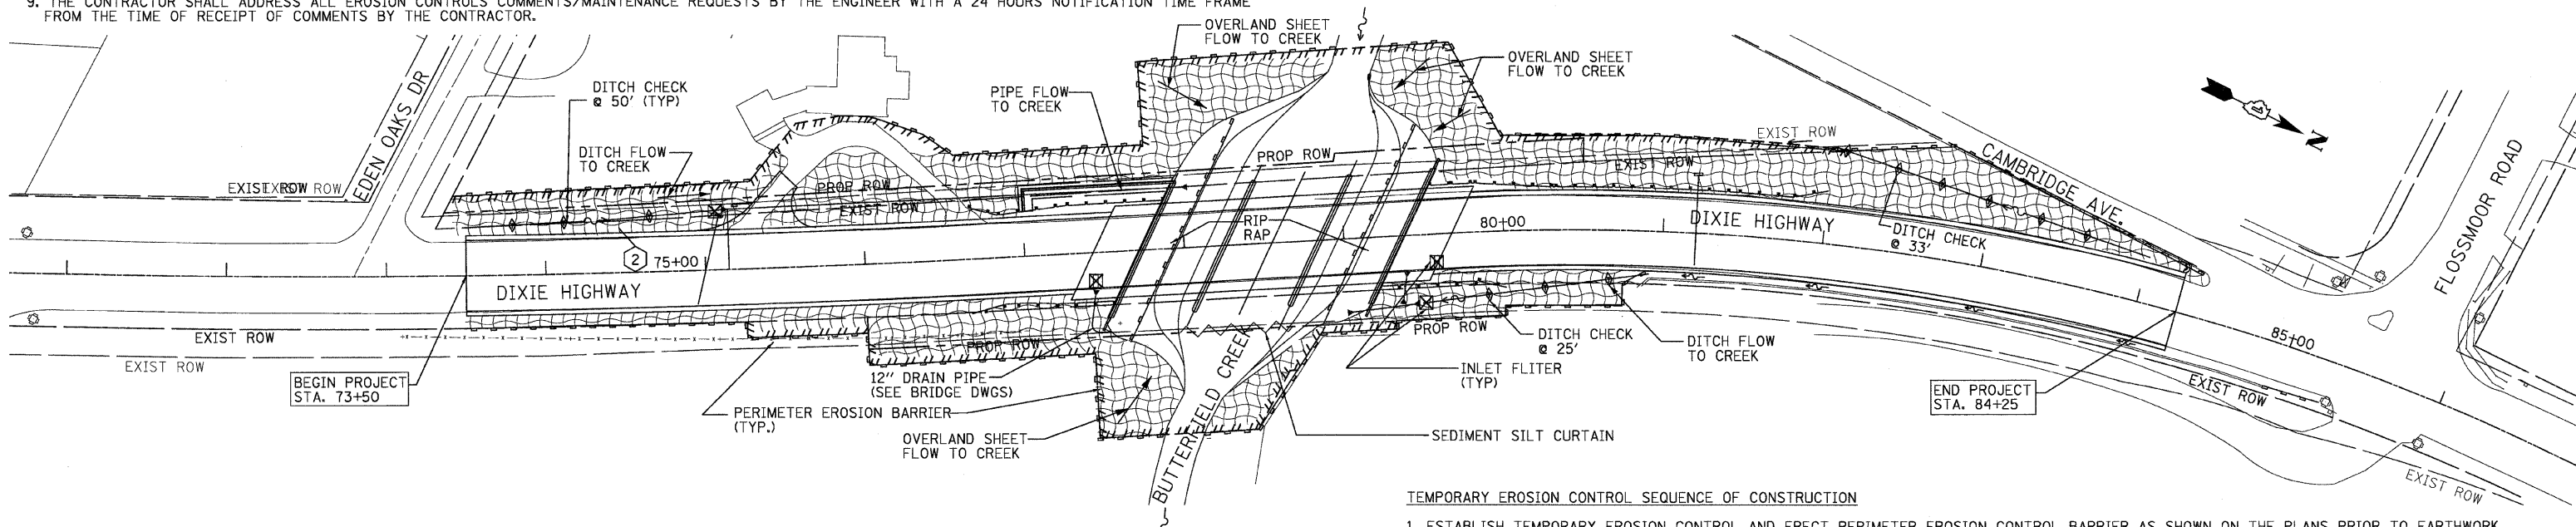 9. THE CONTRACTOR SHALL ADDRESS ALL EROSION CONTROLS COMMENTS/MAINTENANCE REQUESTS BY THE ENGINEER WITH A 24 HOURS NOTIFICATION TIME FRAME
FROM THE TIME OF RECEIPT OF COMMENTS BY THE CONTRACTOR.
OVERLAND SHEET
FLOW TO CREEK
OVERLAND SHEET
FLOW TO CREEK
DITCH CHECK
@ 50' (TYP)
PIPE FLOW
TO CREEK
EDEN OAKS DR
DITCH FLOW
TO CREEK
EXIST ROW
N
CAMBRIDGE AVE.
FLOSSMOOR ROAD
PROP ROW
EXIST ROW
EXIST ROW
EXIST ROW
PROP ROW
EXIST ROW
RIP
RAP
80+00
DIXIE HIGHWAY
DITCH CHECK
@ 33'
2
75+00
DIXIE HIGHWAY
EXIST ROW
EXIST ROW
PROP ROW
PROP ROW
DITCH CHECK
@ 25'
DITCH FLOW
TO CREEK
85+00
BEGIN PROJECT
STA. 73+50
12" DRAIN PIPE
(SEE BRIDGE DWGS)
INLET FLITER
(TYP)
EXIST ROW
END PROJECT
STA. 84+25
PERIMETER EROSION BARRIER
(TYP.)
OVERLAND SHEET
FLOW TO CREEK
BUTTERFIELD CREEK
SEDIMENT SILT CURTAIN
EXIST ROW
TEMPORARY EROSION CONTROL SEQUENCE OF CONSTRUCTION
1. ESTABLISH TEMPORARY EROSION CONTROL AND ERECT PERIMETER EROSION CONTROL BARRIER AS SHOWN ON THE PLANS PRIOR TO EARTHWORK